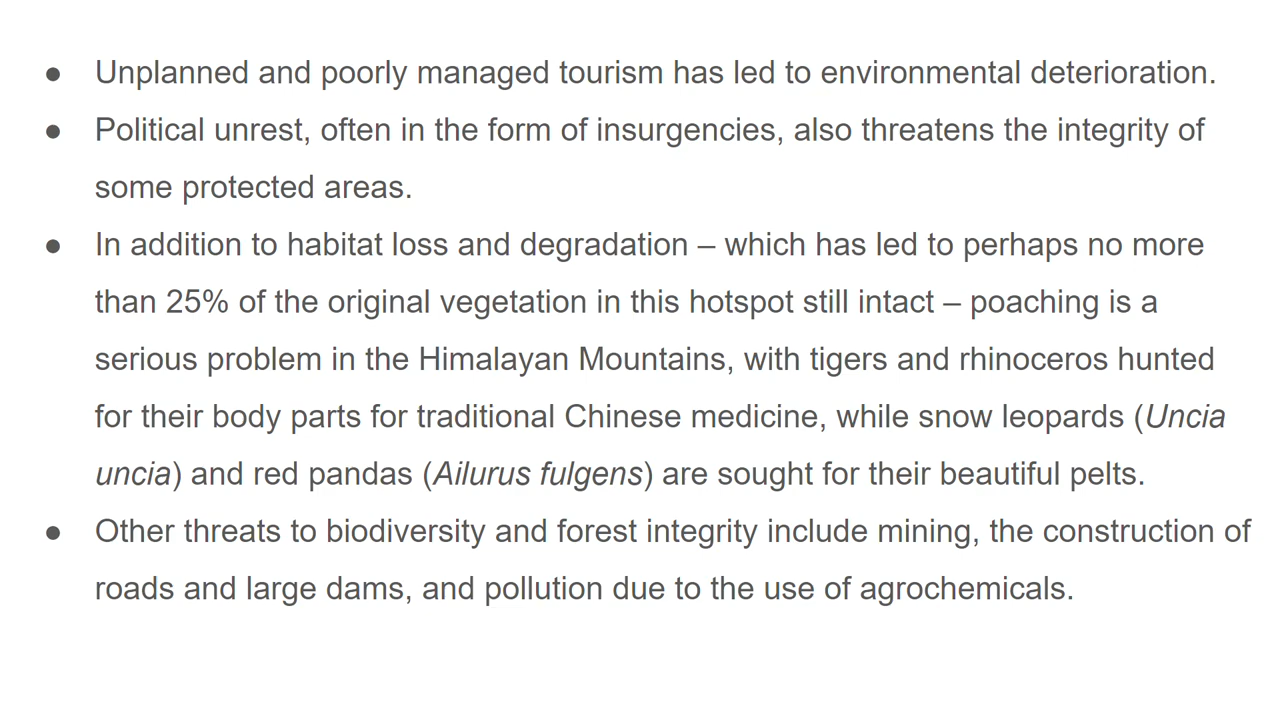 ● Unplanned and poorly managed tourism has led to environmental deterioration.
● Political unrest, often in the form of insurgencies, also threatens the integrity of
some protected areas.
● In addition to habitat loss and degradation – which has led to perhaps no more
than 25% of the original vegetation in this hotspot still intact – poaching is a
serious problem in the Himalayan Mountains, with tigers and rhinoceros hunted
for their body parts for traditional Chinese medicine, while snow leopards (Uncia
uncia) and red pandas (Ailurus fulgens) are sought for their beautiful pelts.
● Other threats to biodiversity and forest integrity include mining, the construction of
roads and large dams, and pollution due to the use of agrochemicals.